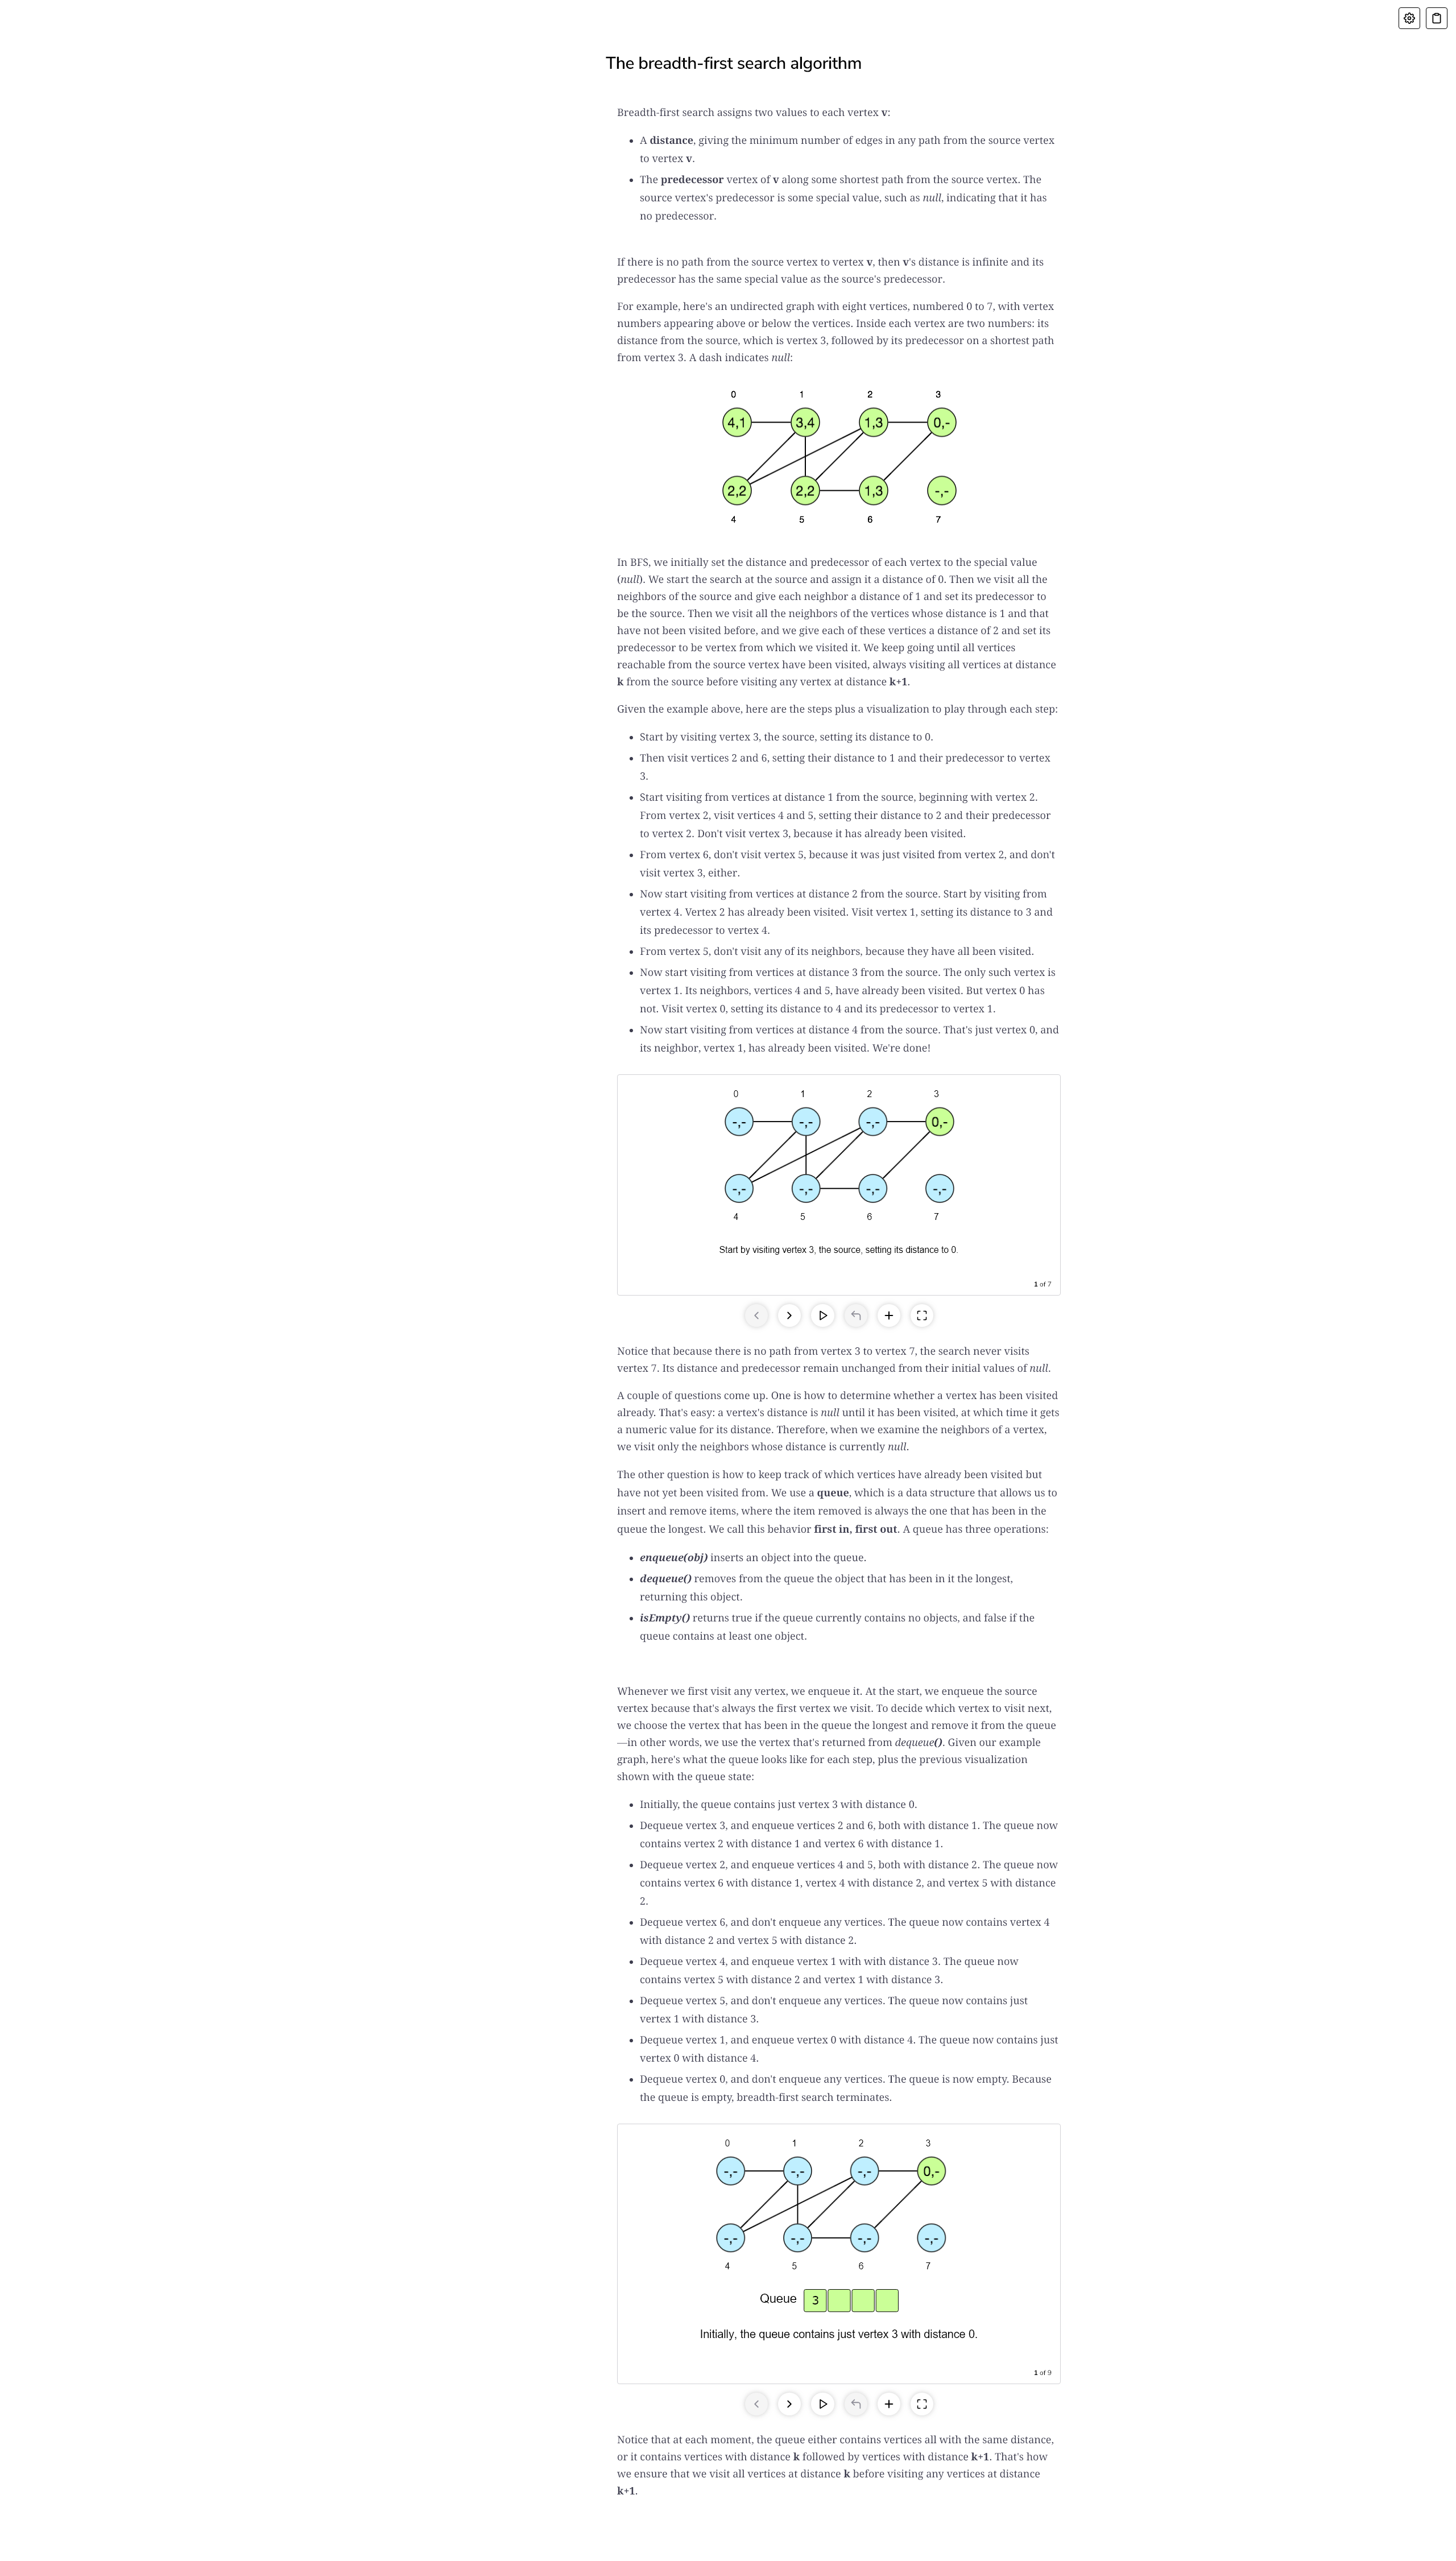 The breadth-first search algorithm
Breadth-first search assigns two values to each vertex v:
• A distance, giving the minimum number of edges in any path from the source vertex
to vertex v.
• The predecessor vertex of v along some shortest path from the source vertex. The
source vertex's predecessor is some special value, such as null, indicating that it has
no predecessor.
If there is no path from the source vertex to vertex v, then v's distance is infinite and its
predecessor has the same special value as the source's predecessor.
For example, here's an undirected graph with eight vertices, numbered 0 to 7, with vertex
numbers appearing above or below the vertices. Inside each vertex are two numbers: its
distance from the source, which is vertex 3, followed by its predecessor on a shortest path
from vertex 3. A dash indicates null:
0 1 2 3
4,1 3,4 1,3 0,-
2,2 2,2 1,3 -,-
4 5 6 7
In BFS, we initially set the distance and predecessor of each vertex to the special value
(null). We start the search at the source and assign it a distance of 0. Then we visit all the
neighbors of the source and give each neighbor a distance of 1 and set its predecessor to
be the source. Then we visit all the neighbors of the vertices whose distance is 1 and that
have not been visited before, and we give each of these vertices a distance of 2 and set its
predecessor to be vertex from which we visited it. We keep going until all vertices
reachable from the source vertex have been visited, always visiting all vertices at distance
k from the source before visiting any vertex at distance k+1.
Given the example above, here are the steps plus a visualization to play through each step:
• Start by visiting vertex 3, the source, setting its distance to 0.
• Then visit vertices 2 and 6, setting their distance to 1 and their predecessor to vertex
3.
• Start visiting from vertices at distance 1 from the source, beginning with vertex 2.
From vertex 2, visit vertices 4 and 5, setting their distance to 2 and their predecessor
to vertex 2. Don't visit vertex 3, because it has already been visited.
• From vertex 6, don't visit vertex 5, because it was just visited from vertex 2, and don't
visit vertex 3, either.
• Now start visiting from vertices at distance 2 from the source. Start by visiting from
vertex 4. Vertex 2 has already been visited. Visit vertex 1, setting its distance to 3 and
its predecessor to vertex 4.
• From vertex 5, don't visit any of its neighbors, because they have all been visited.
• Now start visiting from vertices at distance 3 from the source. The only such vertex is
vertex 1. Its neighbors, vertices 4 and 5, have already been visited. But vertex 0 has
not. Visit vertex 0, setting its distance to 4 and its predecessor to vertex 1.
• Now start visiting from vertices at distance 4 from the source. That's just vertex 0, and
its neighbor, vertex 1, has already been visited. We're done!
0 1 2 3
-,- -,- -,- 0,-
-,- -,- -,- -,-
4 5 6 7
Start by visiting vertex 3, the source, setting its distance to 0.
1 of 7
Notice that because there is no path from vertex 3 to vertex 7, the search never visits
vertex 7. Its distance and predecessor remain unchanged from their initial values of null.
A couple of questions come up. One is how to determine whether a vertex has been visited
already. That's easy: a vertex's distance is null until it has been visited, at which time it gets
a numeric value for its distance. Therefore, when we examine the neighbors of a vertex,
we visit only the neighbors whose distance is currently null.
The other question is how to keep track of which vertices have already been visited but
have not yet been visited from. We use a queue, which is a data structure that allows us to
insert and remove items, where the item removed is always the one that has been in the
queue the longest. We call this behavior first in, first out. A queue has three operations:
• enqueue(obj) inserts an object into the queue.
• dequeue() removes from the queue the object that has been in it the longest,
returning this object.
• isEmpty() returns true if the queue currently contains no objects, and false if the
queue contains at least one object.
Whenever we first visit any vertex, we enqueue it. At the start, we enqueue the source
vertex because that's always the first vertex we visit. To decide which vertex to visit next,
we choose the vertex that has been in the queue the longest and remove it from the queue
—in other words, we use the vertex that's returned from dequeue(). Given our example
graph, here's what the queue looks like for each step, plus the previous visualization
shown with the queue state:
• Initially, the queue contains just vertex 3 with distance 0.
• Dequeue vertex 3, and enqueue vertices 2 and 6, both with distance 1. The queue now
contains vertex 2 with distance 1 and vertex 6 with distance 1.
• Dequeue vertex 2, and enqueue vertices 4 and 5, both with distance 2. The queue now
contains vertex 6 with distance 1, vertex 4 with distance 2, and vertex 5 with distance
2.
• Dequeue vertex 6, and don't enqueue any vertices. The queue now contains vertex 4
with distance 2 and vertex 5 with distance 2.
• Dequeue vertex 4, and enqueue vertex 1 with with distance 3. The queue now
contains vertex 5 with distance 2 and vertex 1 with distance 3.
• Dequeue vertex 5, and don't enqueue any vertices. The queue now contains just
vertex 1 with distance 3.
• Dequeue vertex 1, and enqueue vertex 0 with distance 4. The queue now contains just
vertex 0 with distance 4.
• Dequeue vertex 0, and don't enqueue any vertices. The queue is now empty. Because
the queue is empty, breadth-first search terminates.
0 1 2 3
-,- -,- -,- 0,-
-,- -,- -,- -,-
4 5 6 7
Queue 3
Initially, the queue contains just vertex 3 with distance 0.
1 of 9
Notice that at each moment, the queue either contains vertices all with the same distance,
or it contains vertices with distance k followed by vertices with distance k+1. That's how
we ensure that we visit all vertices at distance k before visiting any vertices at distance
k+1.